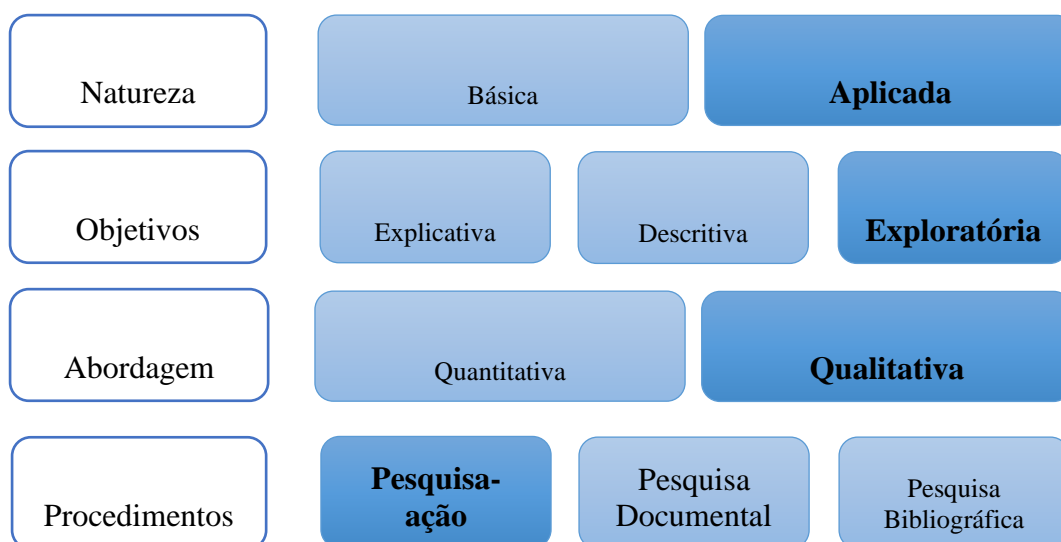 Natureza
Básica
Aplicada
Objetivos
Explicativa
Descritiva
Exploratória
Abordagem
Quantitativa
Qualitativa
Procedimentos
Pesquisa-
ação
Pesquisa
Documental
Pesquisa
Bibliográfica